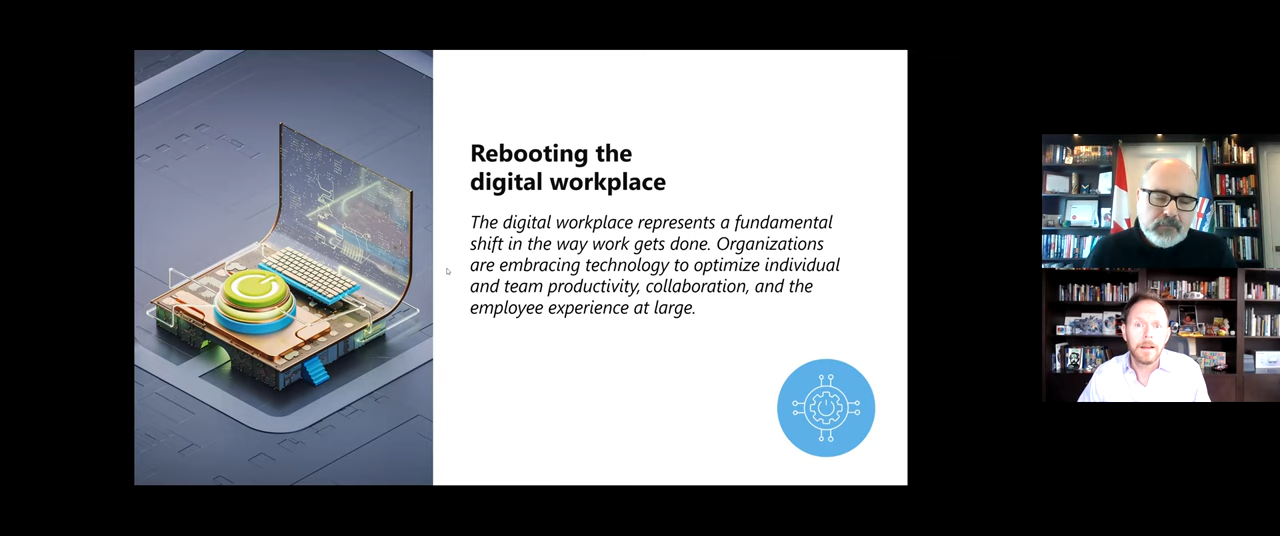 Rebooting the
digital workplace
The digital workplace represents a fundamental
shift in the way work gets done. Organizations
are embracing technology to optimize individual
and team productivity, collaboration, and the
employee experience at large.